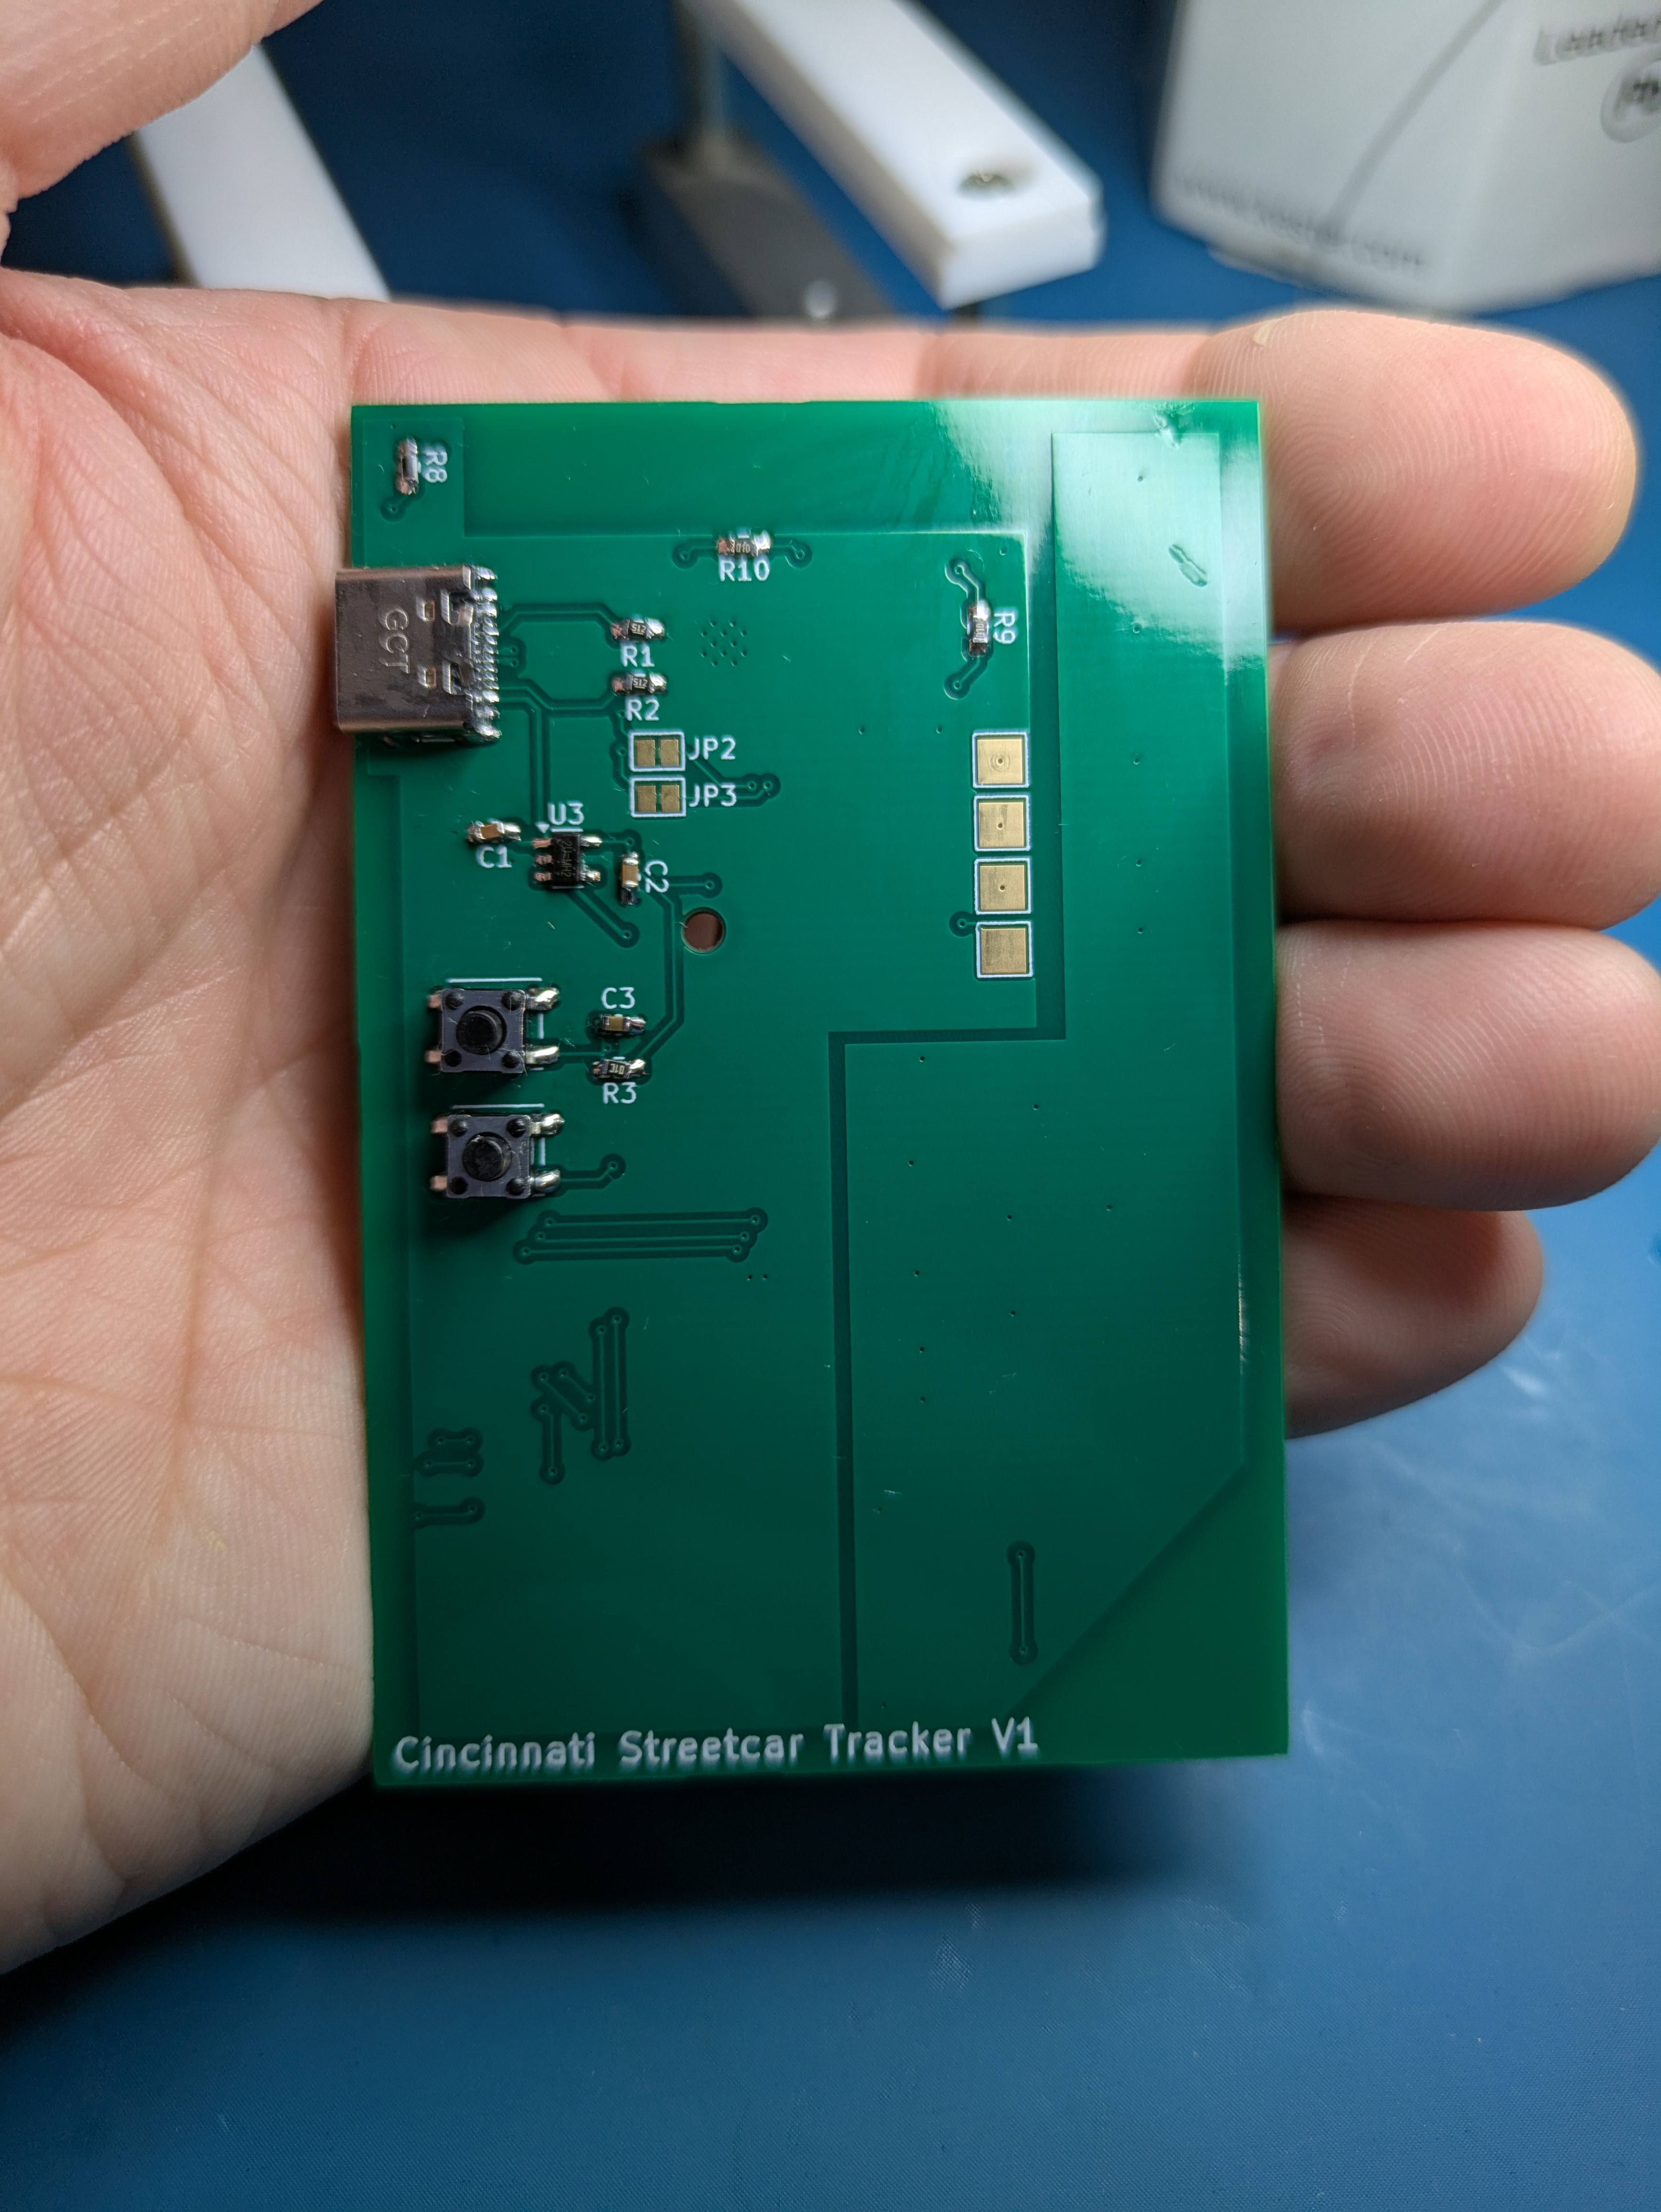 R8
R10
GCT
R9
R1
R2
JP2
JP3
U3
C1
C2
C3
R3
Cincinnati Streetcar Tracker V1